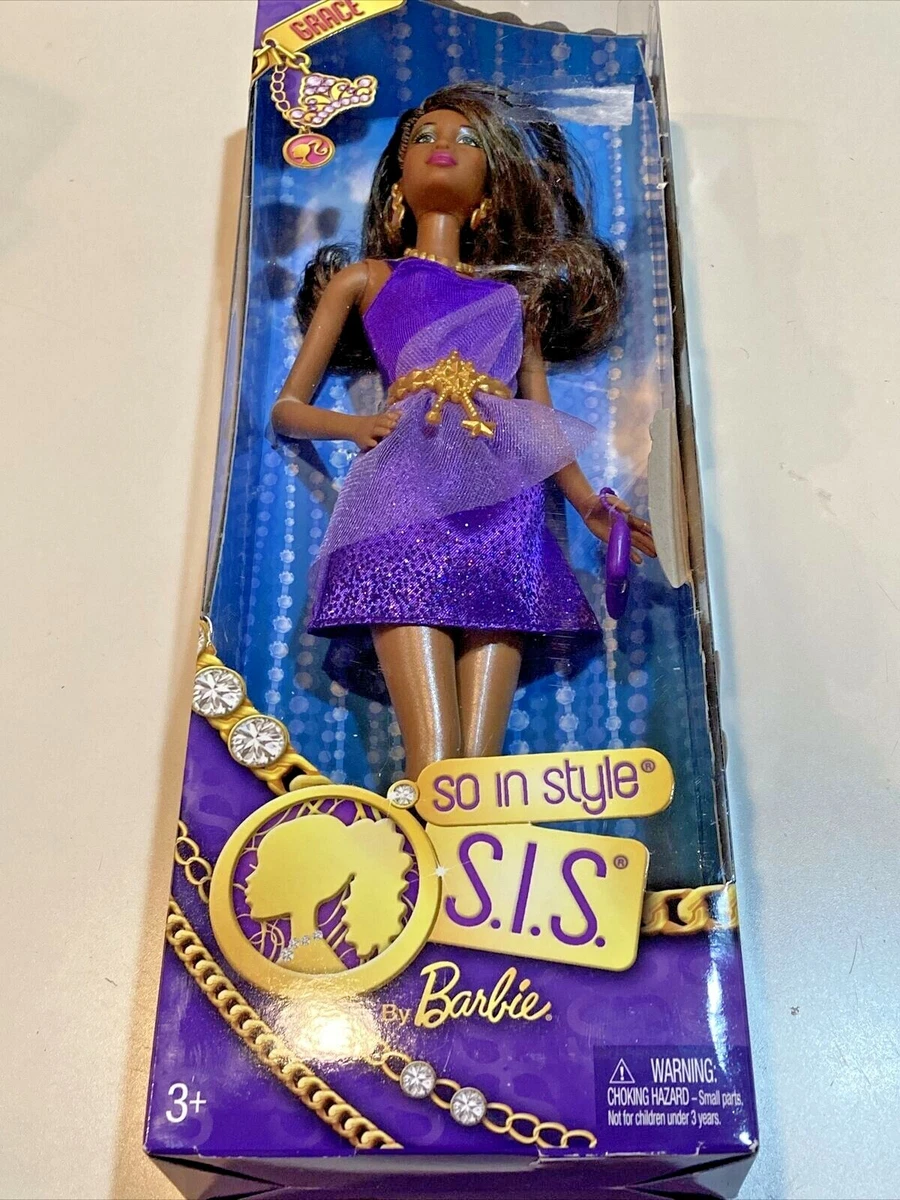 GRACE
so in style®
S.I.S.®
By Barbie®
3+
⚠ WARNING:
CHOKING HAZARD – Small parts.
Not for children under 3 years.